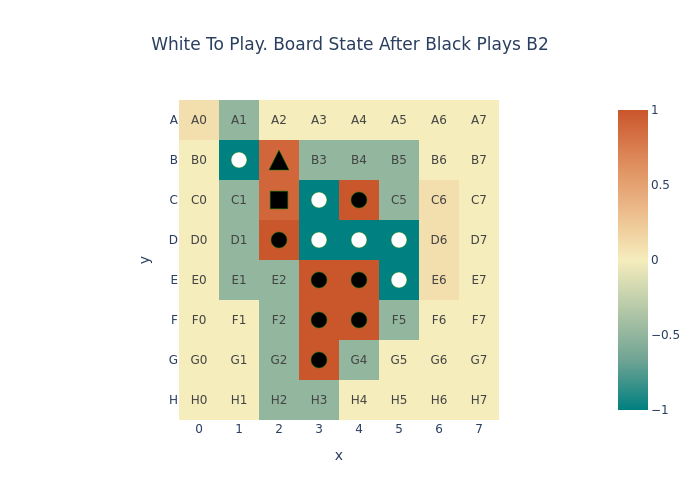 White To Play. Board State After Black Plays B2
A A0 A1 A2 A3 A4 A5 A6 A7
B B0 B3 B4 B5 B6 B7
C C0 C1 C5 C6 C7
D D0 D1 D6 D7
E E0 E1 E2 E6 E7
F F0 F1 F2 F5 F6 F7
G G0 G1 G2 G4 G5 G6 G7
H H0 H1 H2 H3 H4 H5 H6 H7
0 1 2 3 4 5 6 7
x
y
1
0.5
0
−0.5
−1